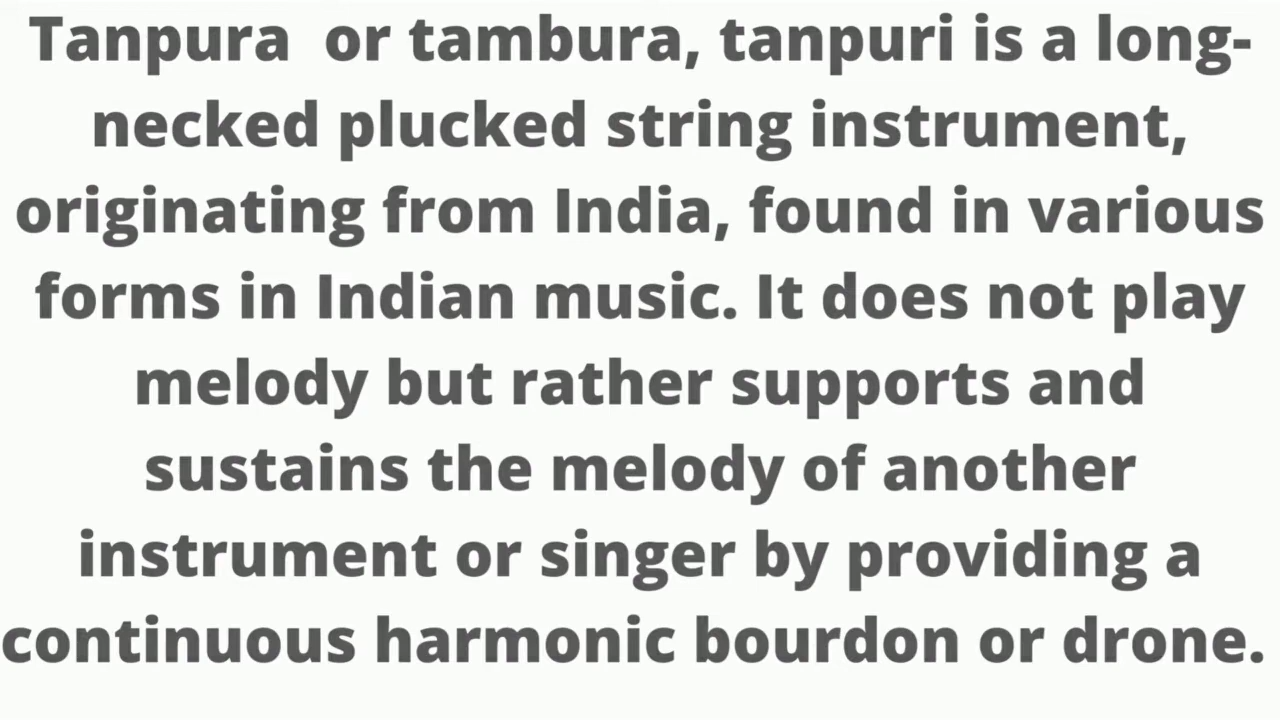 Tanpura  or tambura, tanpuri is a long-
necked plucked string instrument,
originating from India, found in various
forms in Indian music. It does not play
melody but rather supports and
sustains the melody of another
instrument or singer by providing a
continuous harmonic bourdon or drone.